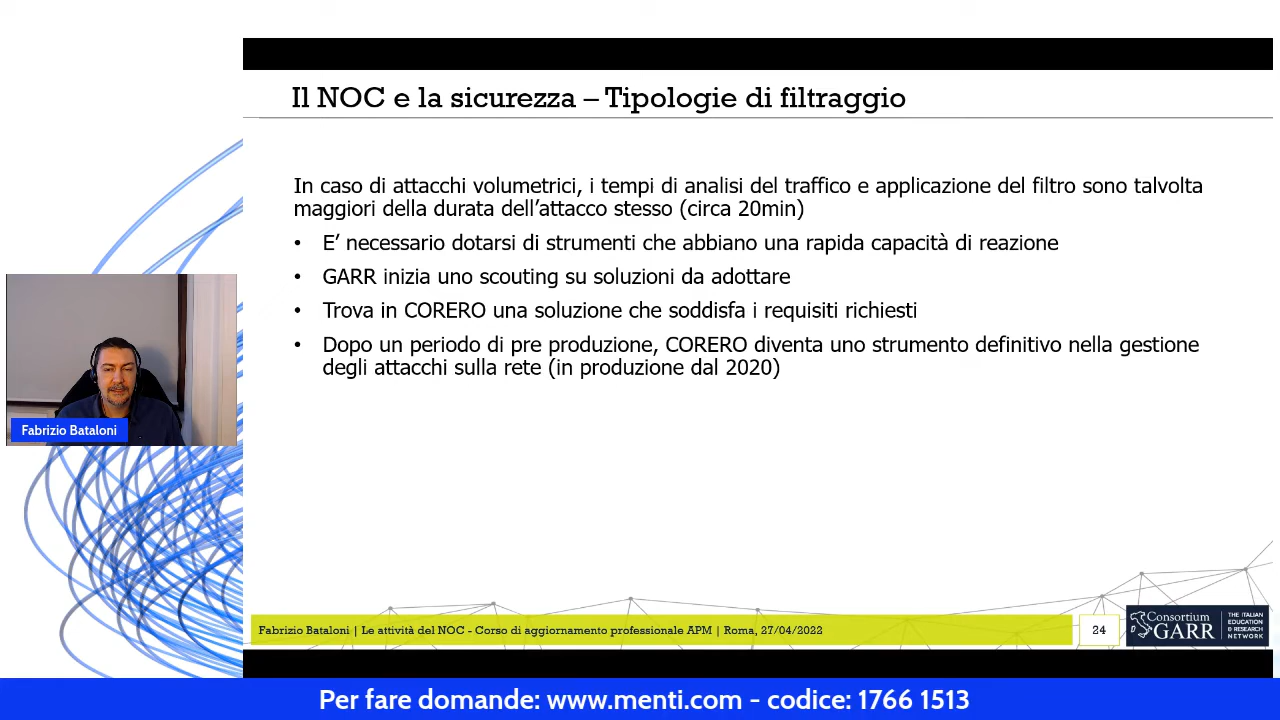 Il NOC e la sicurezza – Tipologie di filtraggio
In caso di attacchi volumetrici, i tempi di analisi del traffico e applicazione del filtro sono talvolta
maggiori della durata dell’attacco stesso (circa 20min)
• E’ necessario dotarsi di strumenti che abbiano una rapida capacità di reazione
• GARR inizia uno scouting su soluzioni da adottare
• Trova in CORERO una soluzione che soddisfa i requisiti richiesti
• Dopo un periodo di pre produzione, CORERO diventa uno strumento definitivo nella gestione
degli attacchi sulla rete (in produzione dal 2020)
Fabrizio Bataloni
Fabrizio Bataloni | Le attività del NOC - Corso di aggiornamento professionale APM | Roma, 27/04/2022
24
Consortium
GARR
THE ITALIAN
EDUCATION
& RESEARCH
NETWORK
Per fare domande: www.menti.com - codice: 1766 1513